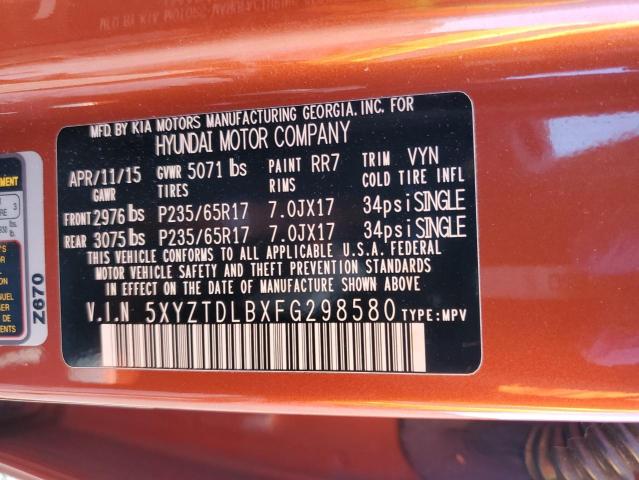 MFD.BY KIA MOTORS MANUFACTURING GEORGIA.INC.FOR
HYUNDAI MOTOR COMPANY
APR/11/15 GVWR 5071 lbs PAINT RR7 TRIM VYN
GAWR TIRES RIMS COLD TIRE INFL
FRONT 2976 lbs P235/65R17 7.0JX17 34psi SINGLE
REAR 3075 lbs P235/65R17 7.0JX17 34psi SINGLE
THIS VEHICLE CONFORMS TO ALL APPLICABLE U.S.A. FEDERAL
MOTOR VEHICLE SAFETY AND THEFT PREVENTION STANDARDS
IN EFFECT ON THE DATE OF MANUFACTURE SHOWN ABOVE
V.I.N 5XYZTDLBXFG298580 TYPE:MPV
Z670